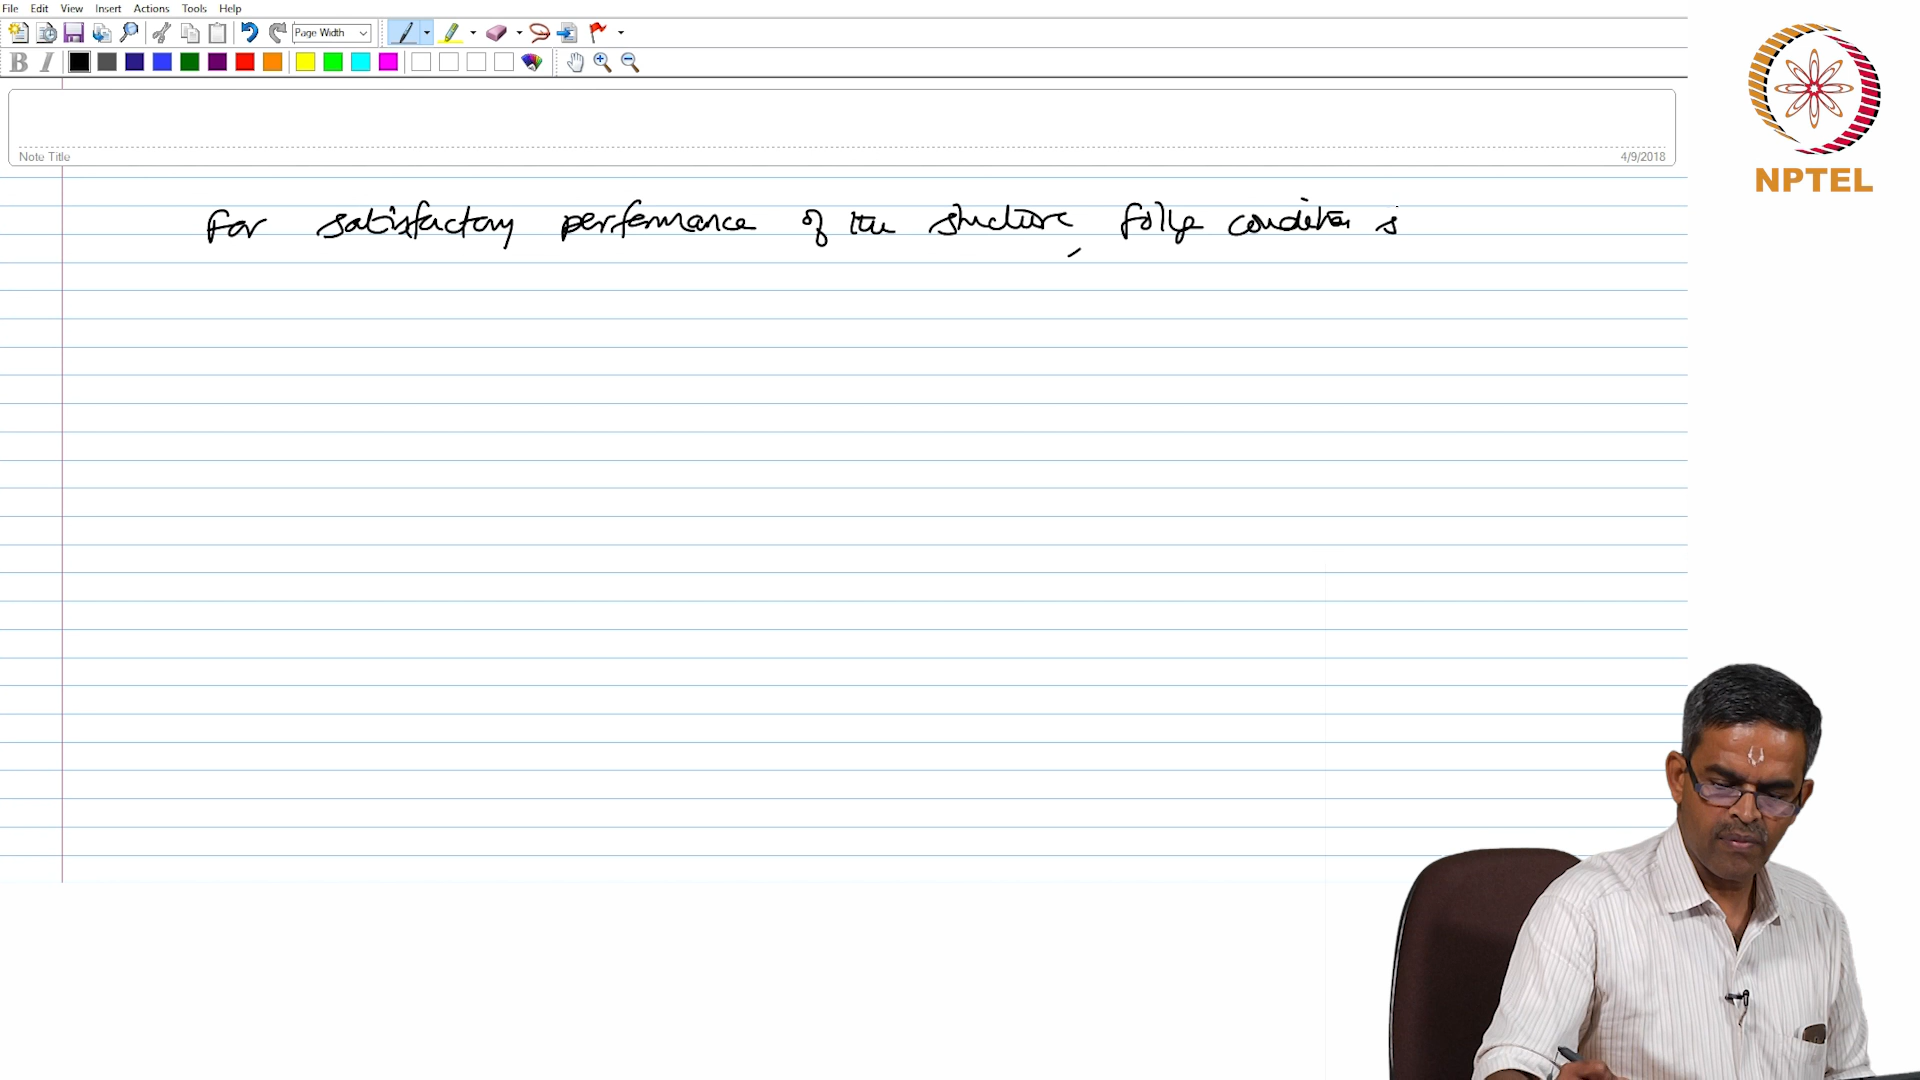 File Edit View Insert Actions Tools Help
Page Width
B I
Note Title
4/9/2018
For satisfactory performance of the structure, follg condition s
NPTEL